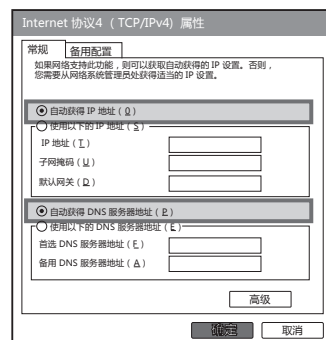 Internet 协议4 （ TCP/IPv4) 属性
常规 备用配置
如果网络支持此功能，则可以获取自动获得的 IP 设置。否则，
您需要从网络系统管理员处获得适当的 IP 设置。
自动获得 IP 地址（ O ）
使用以下的 IP 地址（ S ）
IP 地址（ I ）
子网掩码（ U ）
默认网关（ D ）
自动获得 DNS 服务器地址（ P ）
使用以下的 DNS 服务器地址（ E ）
首选 DNS 服务器地址（ F ）
备用 DNS 服务器地址（ A ）
高级
确定 取消